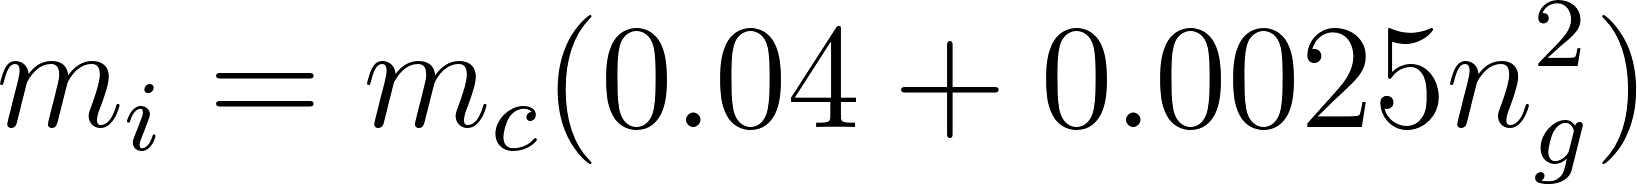 m_i = m_c(0.04 + 0.0025n_g^2)